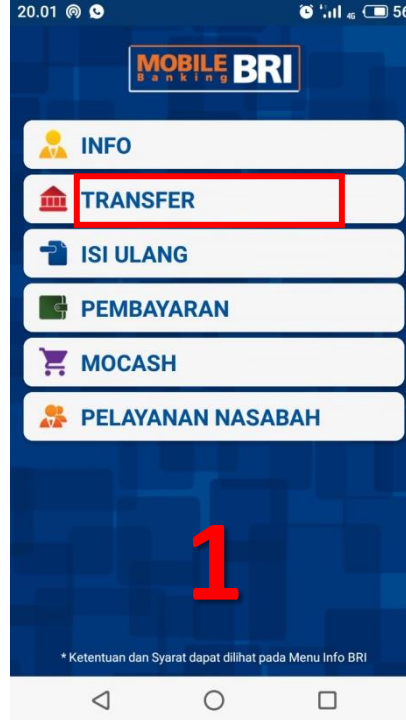 20.01 56
MOBILE
Banking BRI
INFO
TRANSFER
ISI ULANG
PEMBAYARAN
MOCASH
PELAYANAN NASABAH
1
* Ketentuan dan Syarat dapat dilihat pada Menu Info BRI